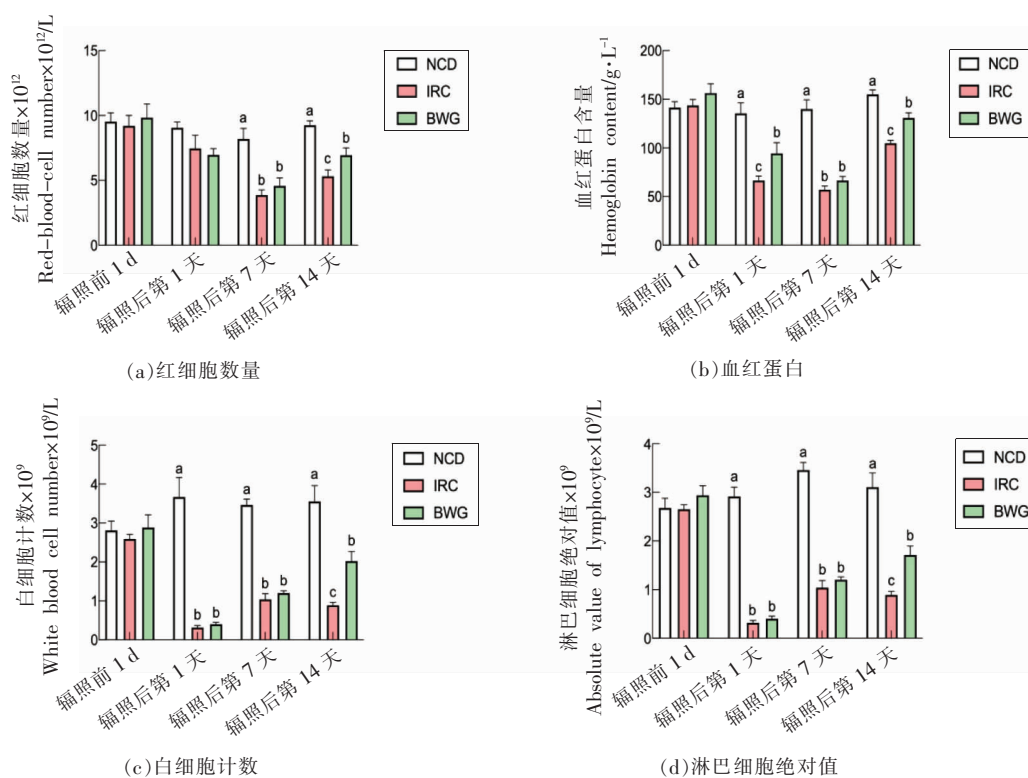 红细胞数量×10¹²
Red-blood-cell number×10¹²/L
15
10
5
0
a
b
b
a
c
b
NCD
IRC
BWG
辐照前 1 d
辐照后第 1 天
辐照后第 7 天
辐照后第 14 天
(a)红细胞数量
血红蛋白含量
Hemoglobin content/g·L⁻¹
200
150
100
50
0
a
c
b
a
b
b
a
c
b
NCD
IRC
BWG
辐照前 1 d
辐照后第 1 天
辐照后第 7 天
辐照后第 14 天
(b)血红蛋白
白细胞计数×10⁹
White blood cell number×10⁹/L
5
4
3
2
1
0
a
b
b
a
b
b
a
c
b
NCD
IRC
BWG
辐照前 1 d
辐照后第 1 天
辐照后第 7 天
辐照后第 14 天
(c)白细胞计数
淋巴细胞绝对值×10⁹
Absolute value of lymphocyte×10⁹/L
4
3
2
1
0
a
b
b
a
b
b
a
c
b
NCD
IRC
BWG
辐照前 1 d
辐照后第 1 天
辐照后第 7 天
辐照后第 14 天
(d)淋巴细胞绝对值